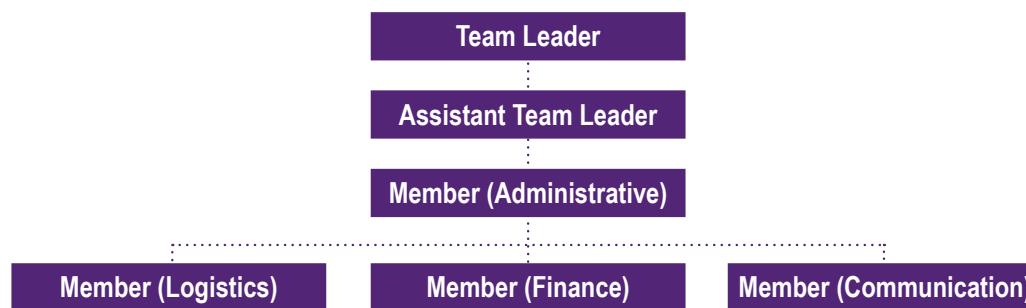 Team Leader
Assistant Team Leader
Member (Administrative)
Member (Logistics)
Member (Finance)
Member (Communication)